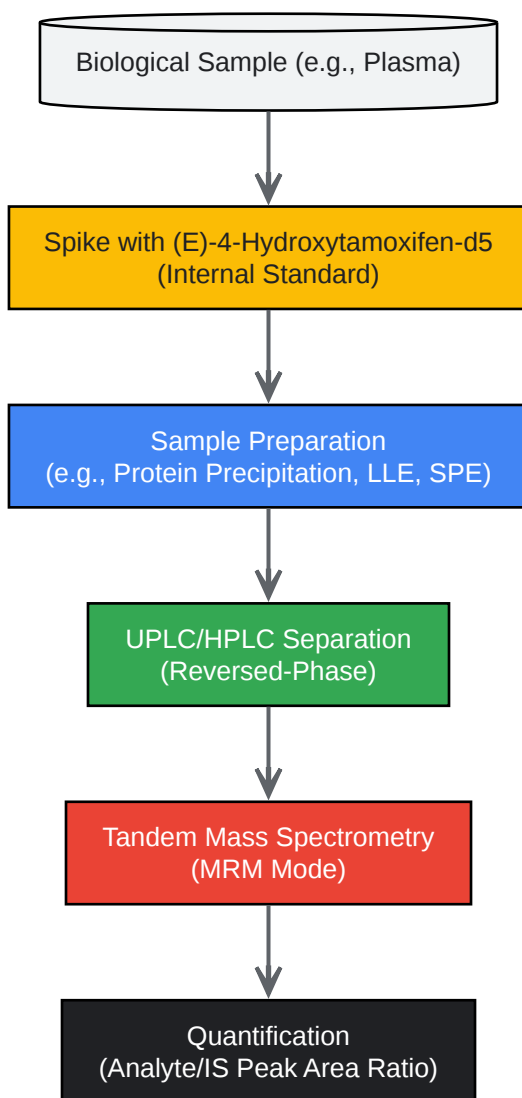 Biological Sample (e.g., Plasma)
Spike with (E)-4-Hydroxytamoxifen-d5
(Internal Standard)
Sample Preparation
(e.g., Protein Precipitation, LLE, SPE)
UPLC/HPLC Separation
(Reversed-Phase)
Tandem Mass Spectrometry
(MRM Mode)
Quantification
(Analyte/IS Peak Area Ratio)